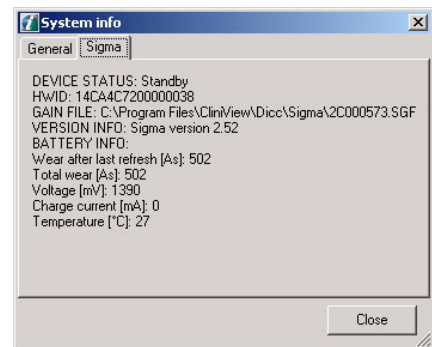 System info
General Sigma
DEVICE STATUS: Standby
HWID: 14CA4C7200000038
GAIN FILE: C:\Program Files\CliniView\Dicc\Sigma\2C000573.SGF
VERSION INFO: Sigma version 2.52
BATTERY INFO:
Wear after last refresh [As]: 502
Total wear [As]: 502
Voltage [mV]: 1390
Charge current [mA]: 0
Temperature [°C]: 27
Close